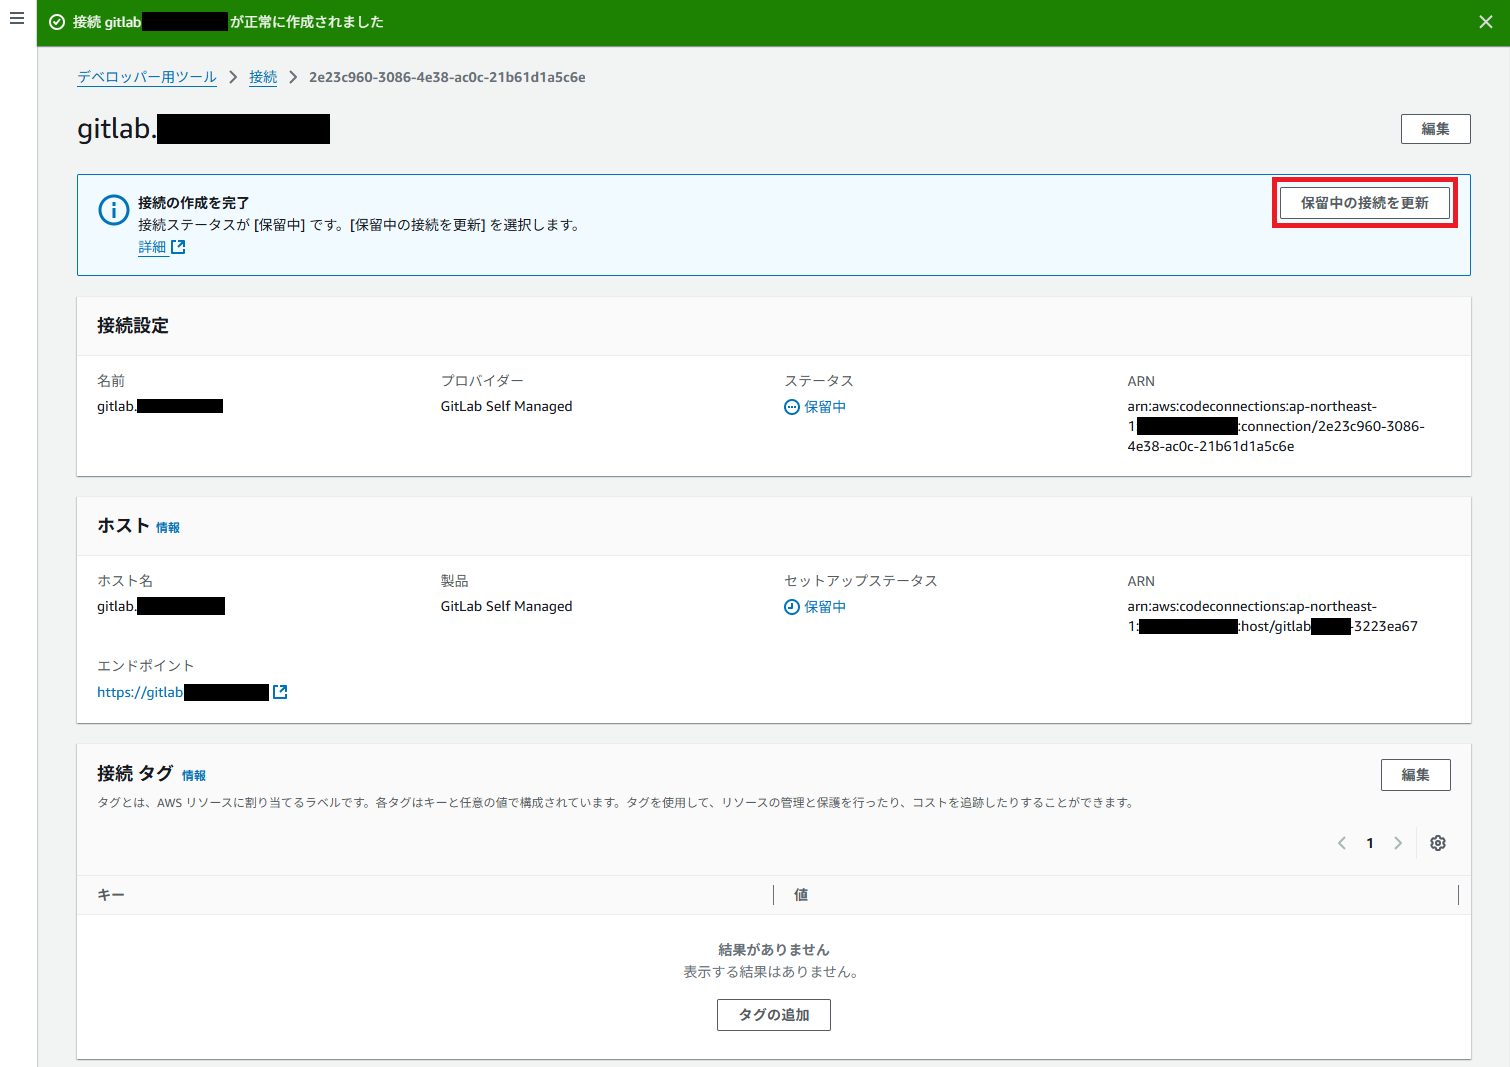 接続 gitlab が正常に作成されました
デベロッパー用ツール > 接続 > 2e23c960-3086-4e38-ac0c-21b61d1a5c6e
gitlab.
編集
接続の作成を完了
接続ステータスが [保留中] です。[保留中の接続を更新] を選択します。
詳細
保留中の接続を更新
接続設定
名前
gitlab.
プロバイダー
GitLab Self Managed
ステータス
保留中
ARN
arn:aws:codeconnections:ap-northeast-
1: :connection/2e23c960-3086-
4e38-ac0c-21b61d1a5c6e
ホスト 情報
ホスト名
gitlab.
製品
GitLab Self Managed
セットアップステータス
保留中
ARN
arn:aws:codeconnections:ap-northeast-
1: :host/gitlab -3223ea67
エンドポイント
https://gitlab
接続 タグ 情報
編集
タグとは、AWS リソースに割り当てるラベルです。各タグはキーと任意の値で構成されています。タグを使用して、リソースの管理と保護を行ったり、コストを追跡したりすることができます。
1
キー
値
結果がありません
表示する結果はありません。
タグの追加